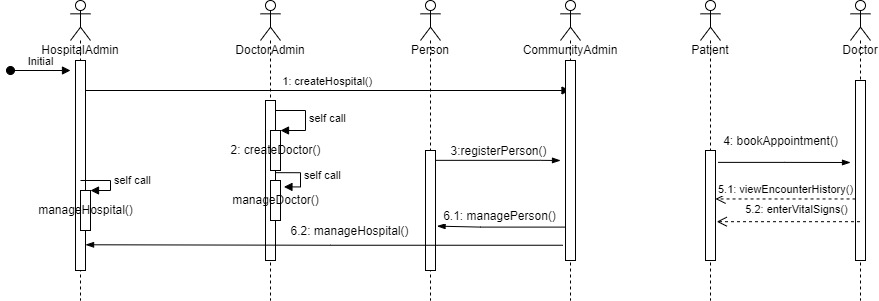 HospitalAdmin
DoctorAdmin
Person
CommunityAdmin
Patient
Doctor
Initial
1: createHospital()
self call
2: createDoctor()
3:registerPerson()
4: bookAppointment()
self call
self call
manageHospital()
manageDoctor()
5.1: viewEncounterHistory()
5.2: enterVitalSigns()
6.1: managePerson()
6.2: manageHospital()